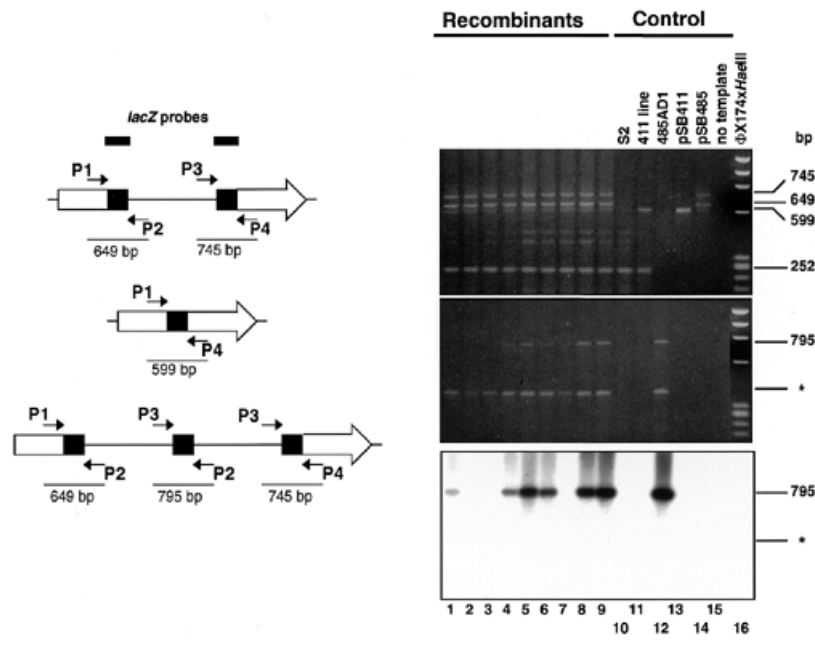 Recombinants Control
S2
411 line
485AD1
pSB411
pSB485
no template
ΦX174xHaeIII
bp
lacZ probes
P1 P3
P2 P4
649 bp 745 bp
P1
P4
599 bp
P1 P3 P3
P2 P2 P4
649 bp 795 bp 745 bp
745
649
599
252
795
*
795
*
1 2 3 4 5 6 7 8 9 11 13 15
10 12 14 16